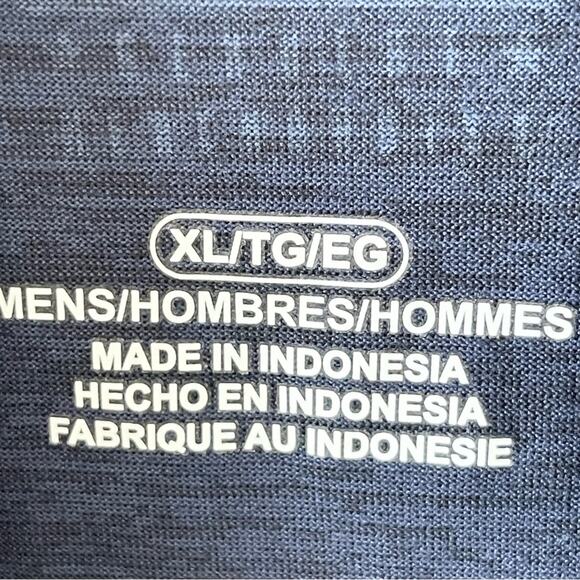 XL/TG/EG
MENS/HOMBRES/HOMMES
MADE IN INDONESIA
HECHO EN INDONESIA
FABRIQUE AU INDONESIE